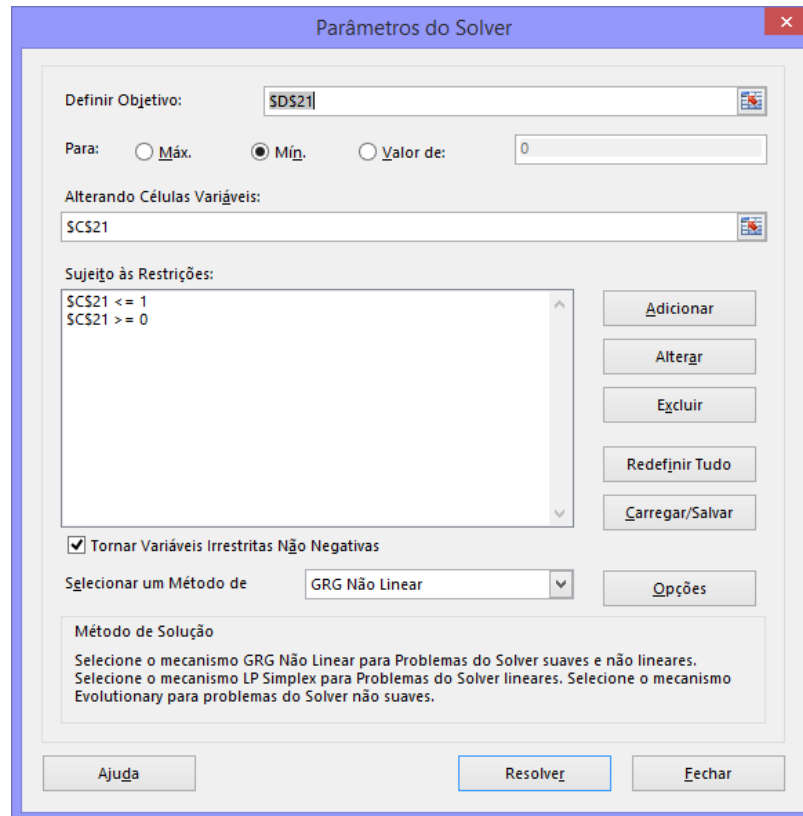 Parâmetros do Solver
×
Definir Objetivo: $D$21
Para: Máx. Mín. Valor de: 0
Alterando Células Variáveis:
$C$21
Sujeito às Restrições:
$C$21 <= 1
$C$21 >= 0
Adicionar
Alterar
Excluir
Redefinir Tudo
Carregar/Salvar
Tornar Variáveis Irrestritas Não Negativas
Selecionar um Método de GRG Não Linear Opções
Método de Solução
Selecione o mecanismo GRG Não Linear para Problemas do Solver suaves e não lineares.
Selecione o mecanismo LP Simplex para Problemas do Solver lineares. Selecione o mecanismo
Evolutionary para problemas do Solver não suaves.
Ajuda Resolver Fechar